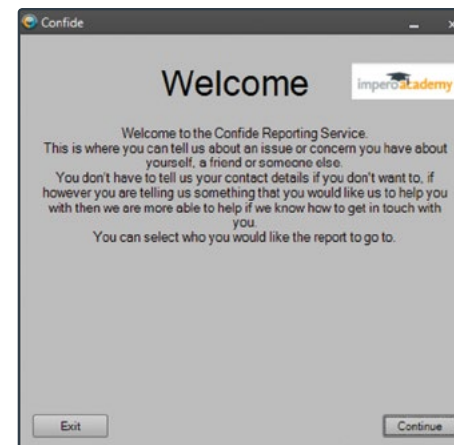 Confide
Welcome
imperoacademy
Welcome to the Confide Reporting Service.
This is where you can tell us about an issue or concern you have about
yourself, a friend or someone else.
You don't have to tell us your contact details if you don't want to, if
however you are telling us something that you would like us to help you
with then we are more able to help if we know how to get in touch with
you.
You can select who you would like the report to go to.
Exit
Continue